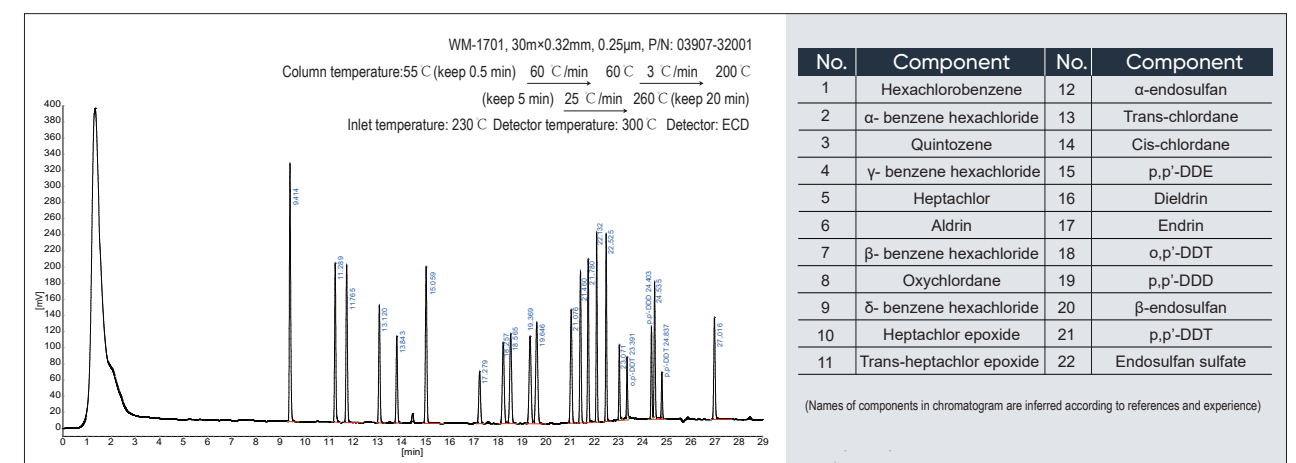 WM-1701, 30m×0.32mm, 0.25μm, P/N: 03907-32001
Column temperature:55℃(keep 0.5 min) 60 ℃/min 60℃ 3 ℃/min 200℃
(keep 5 min) 25 ℃/min 260℃(keep 20 min)
Inlet temperature: 230℃ Detector temperature: 300℃ Detector: ECD
400
380
360
340
320
300
280
260
240
220
200
180
160
140
120
100
80
60
40
20
0
[mV]
9.414
11.289
11.765
13.120
13.843
15.059
17.279
18.257
18.565
19.369
19.646
21.076
21.460
21.780
22.132
22.525
23.071
o,p'-DDT 23.391
p,p'-DDD 24.403
24.535
p,p'-DDT 24.837
27.016
0 1 2 3 4 5 6 7 8 9 10 11 12 13 14 15 16 17 18 19 20 21 22 23 24 25 26 27 28 29
[min]
No. Component No. Component
1 Hexachlorobenzene 12 α-endosulfan
2 α- benzene hexachloride 13 Trans-chlordane
3 Quintozene 14 Cis-chlordane
4 γ- benzene hexachloride 15 p,p'-DDE
5 Heptachlor 16 Dieldrin
6 Aldrin 17 Endrin
7 β- benzene hexachloride 18 o,p'-DDT
8 Oxychlordane 19 p,p'-DDD
9 δ- benzene hexachloride 20 β-endosulfan
10 Heptachlor epoxide 21 p,p'-DDT
11 Trans-heptachlor epoxide 22 Endosulfan sulfate
(Names of components in chromatogram are inferred according to references and experience)